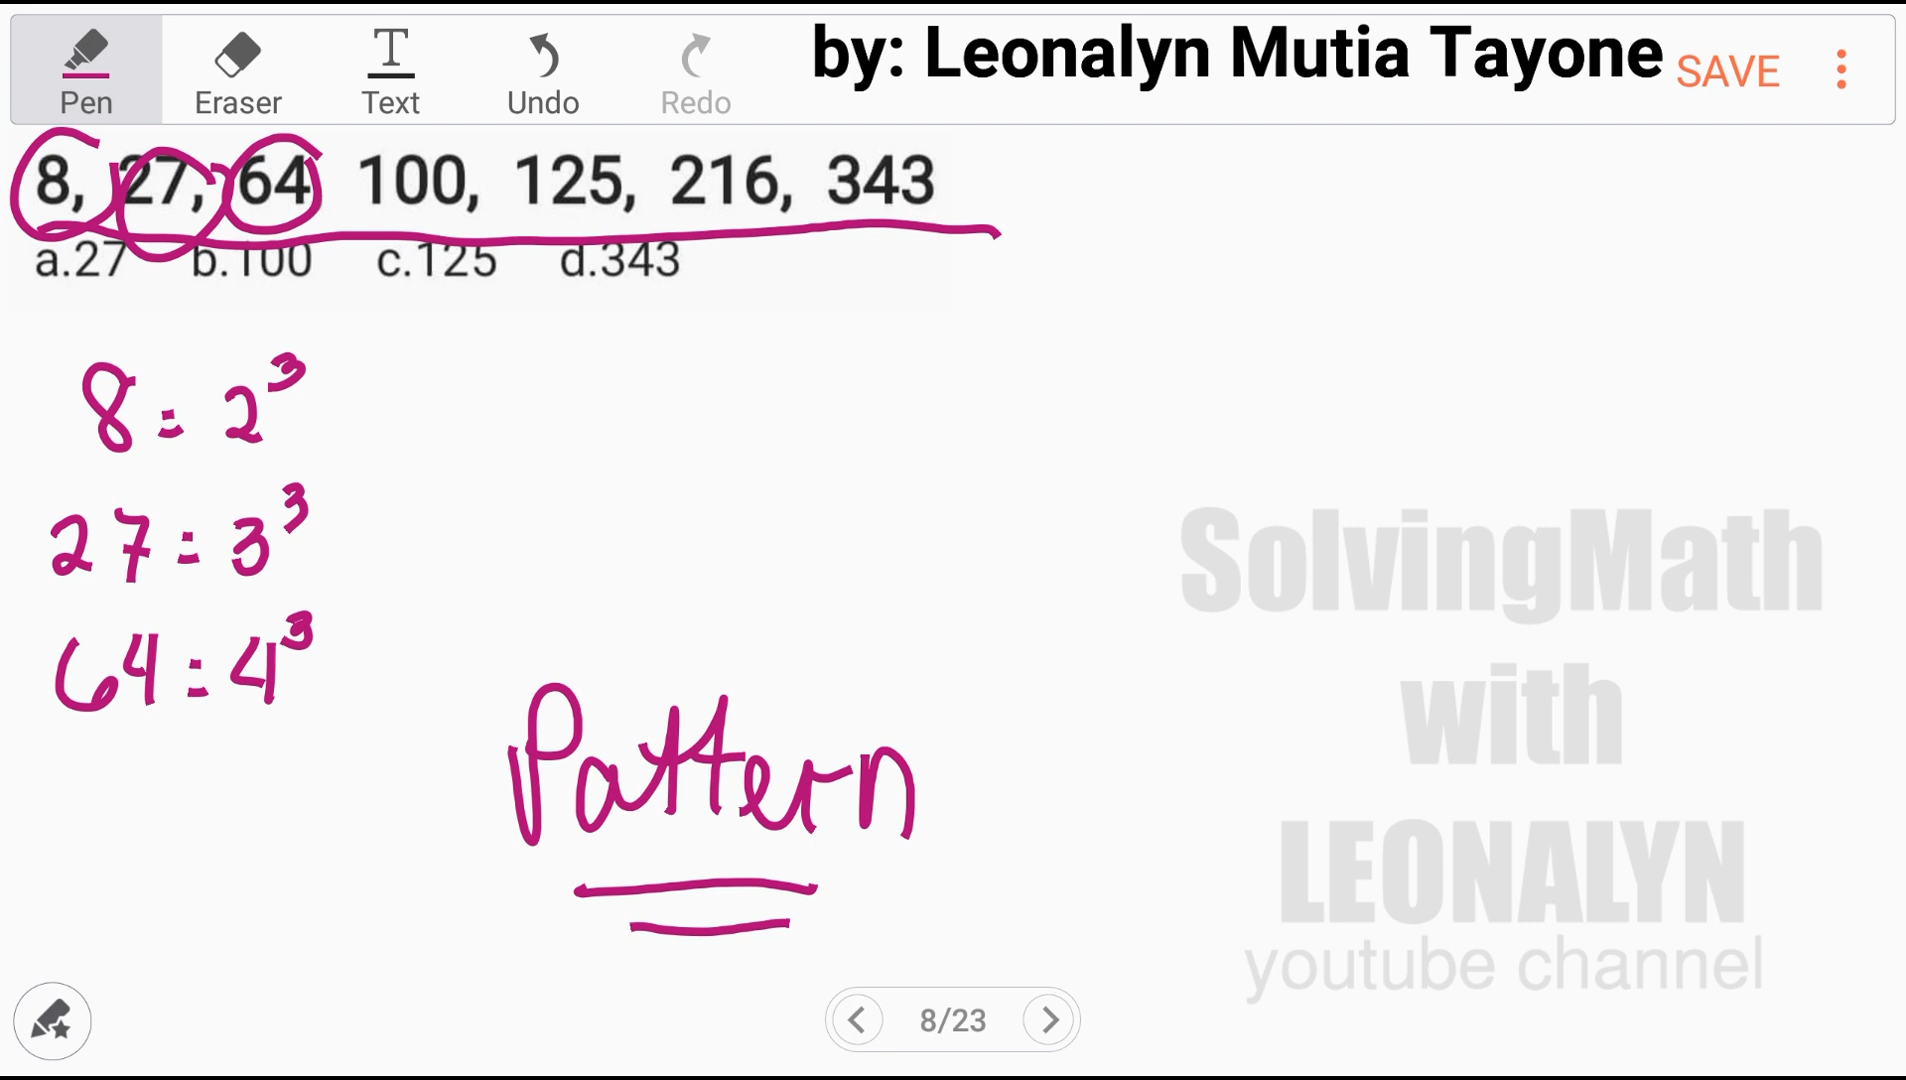 by: Leonalyn Mutia Tayone
SAVE
Pen Eraser Text Undo Redo
8, 27, 64 100, 125, 216, 343
a.27 b.100 c.125 d.343
8 = 2³
27 = 3³
64 = 4³
Pattern
SolvingMath
with
LEONALYN
youtube channel
8/23